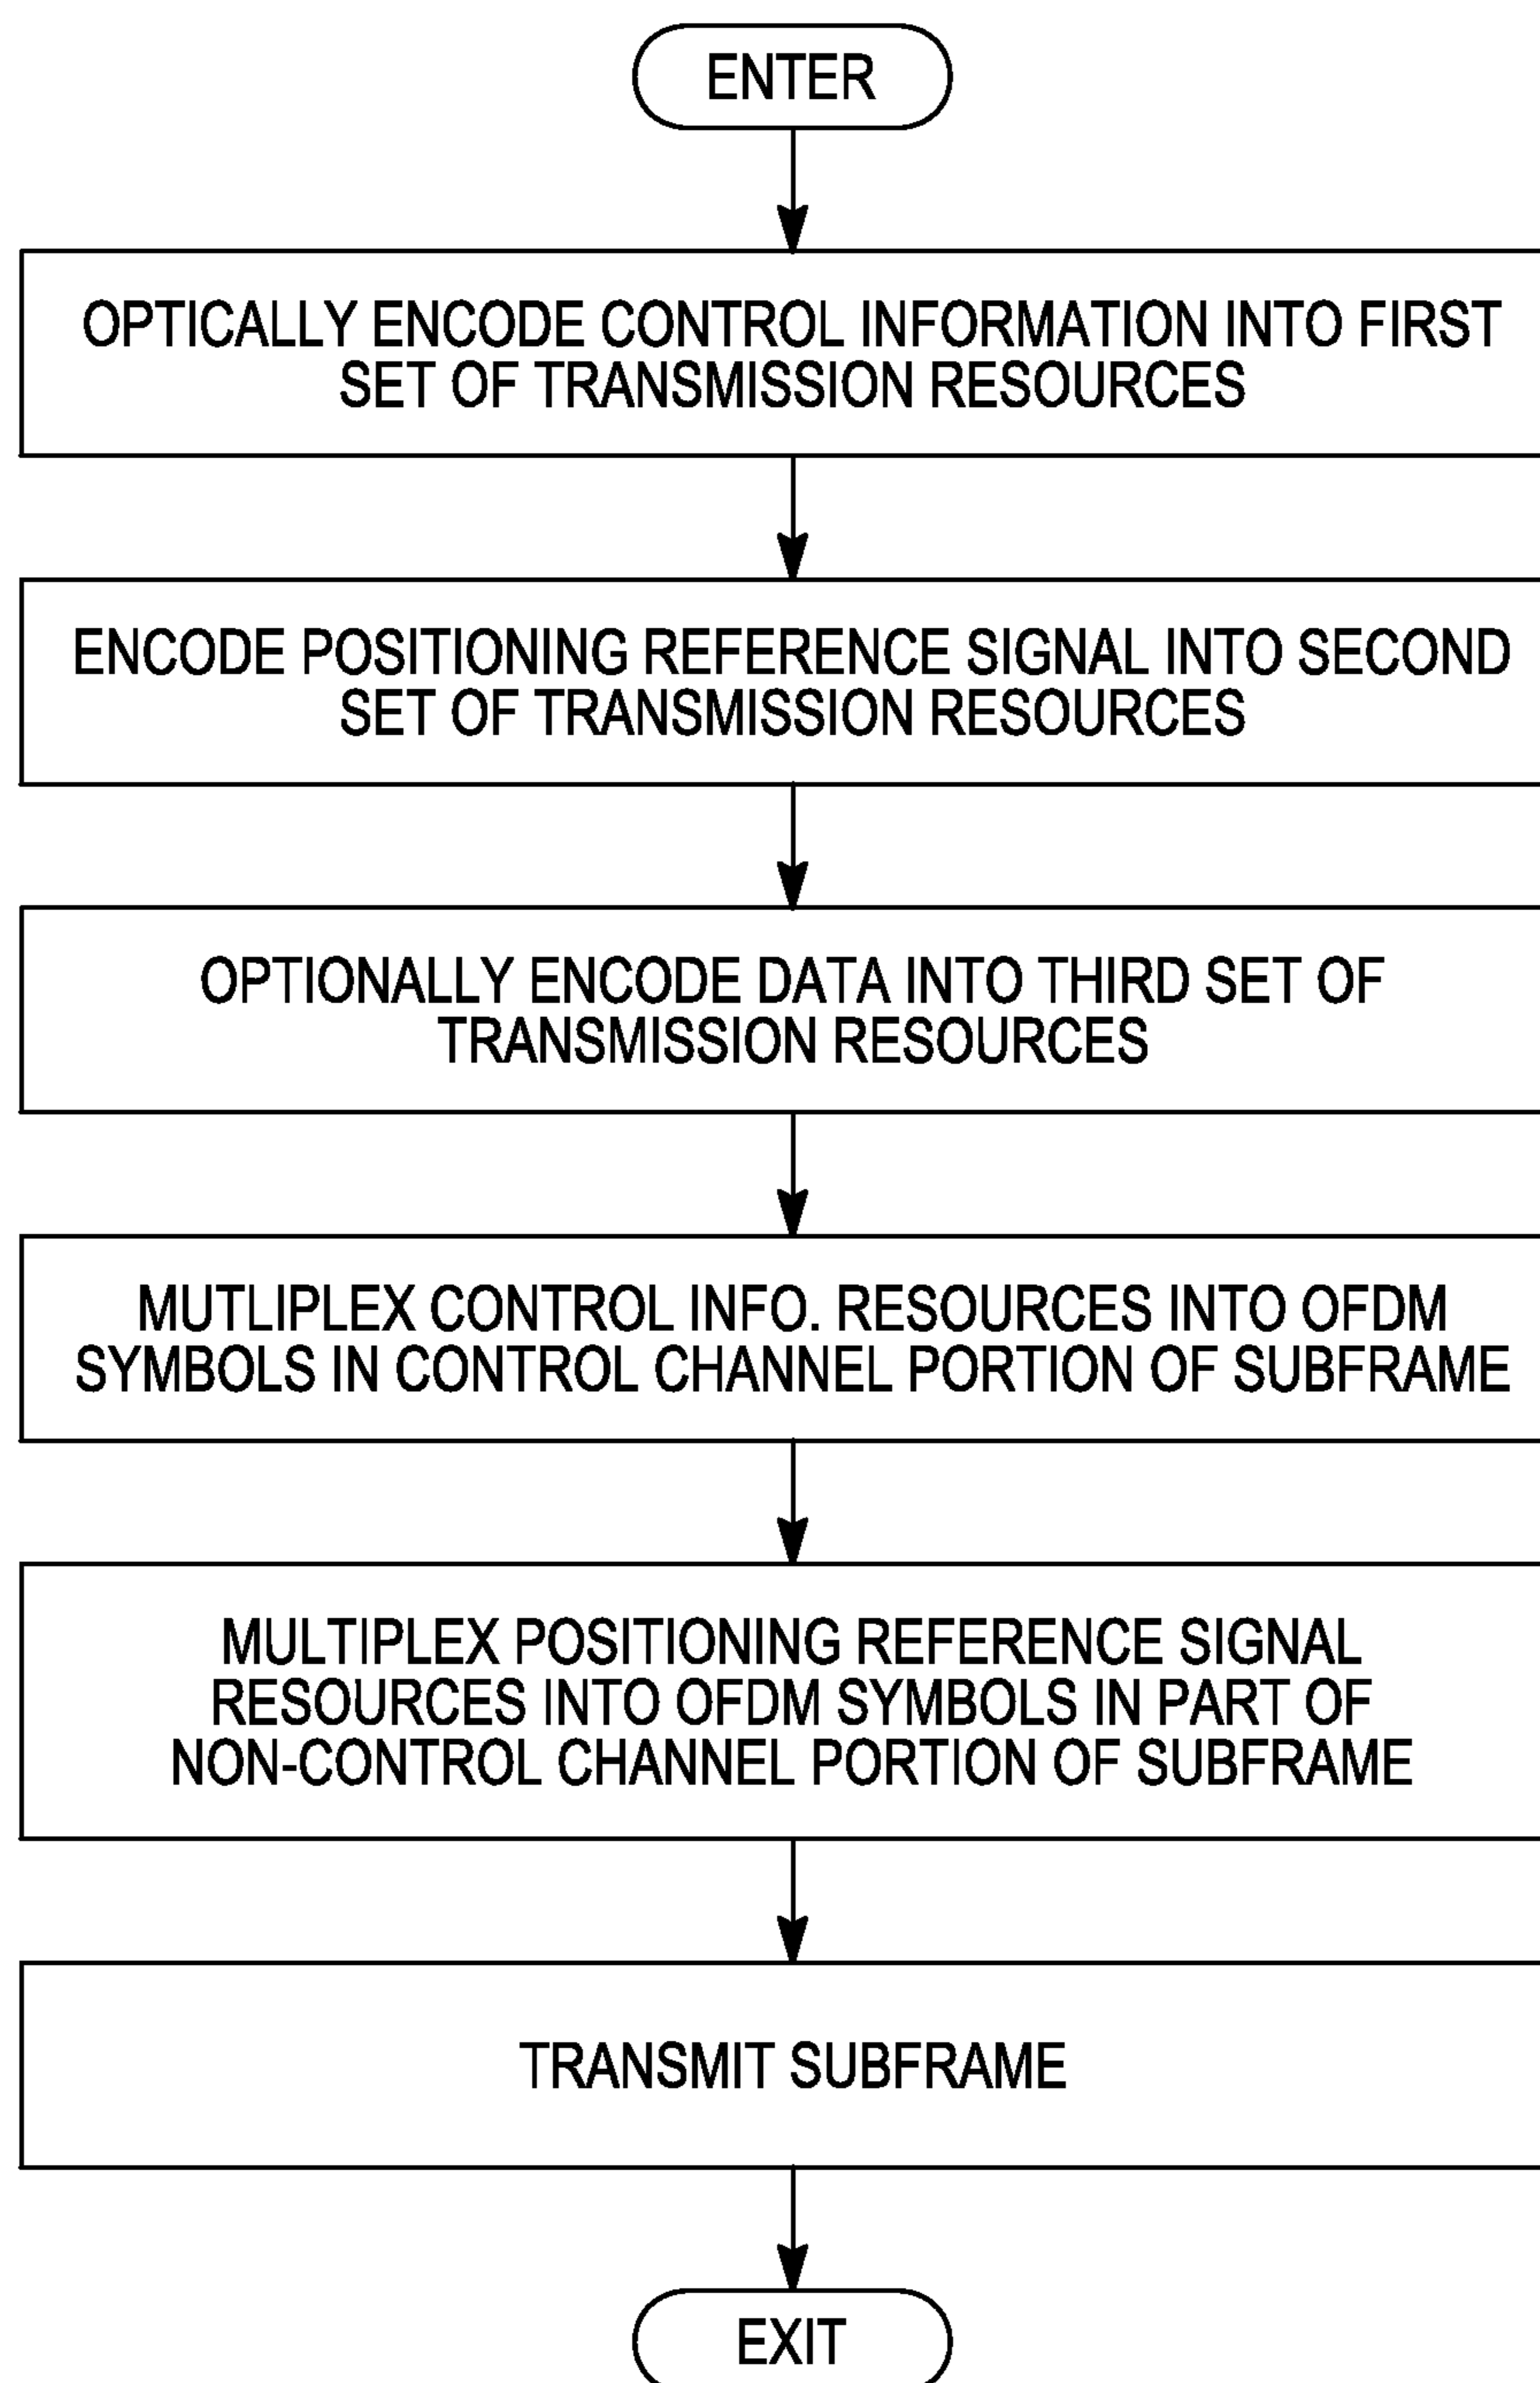 ENTER
OPTICALLY ENCODE CONTROL INFORMATION INTO FIRST
SET OF TRANSMISSION RESOURCES
ENCODE POSITIONING REFERENCE SIGNAL INTO SECOND
SET OF TRANSMISSION RESOURCES
OPTIONALLY ENCODE DATA INTO THIRD SET OF
TRANSMISSION RESOURCES
MUTLIPLEX CONTROL INFO. RESOURCES INTO OFDM
SYMBOLS IN CONTROL CHANNEL PORTION OF SUBFRAME
MULTIPLEX POSITIONING REFERENCE SIGNAL
RESOURCES INTO OFDM SYMBOLS IN PART OF
NON-CONTROL CHANNEL PORTION OF SUBFRAME
TRANSMIT SUBFRAME
EXIT